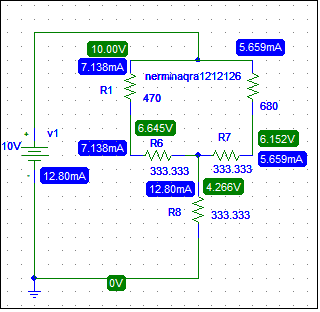 10.00V
5.659mA
7.138mA
nerminaqra1212126
R1
470
680
6.645V
v1
R6
R7
6.152V
10V
7.138mA
5.659mA
333.333
333.333
12.80mA
12.80mA
4.266V
R8
333.333
0V